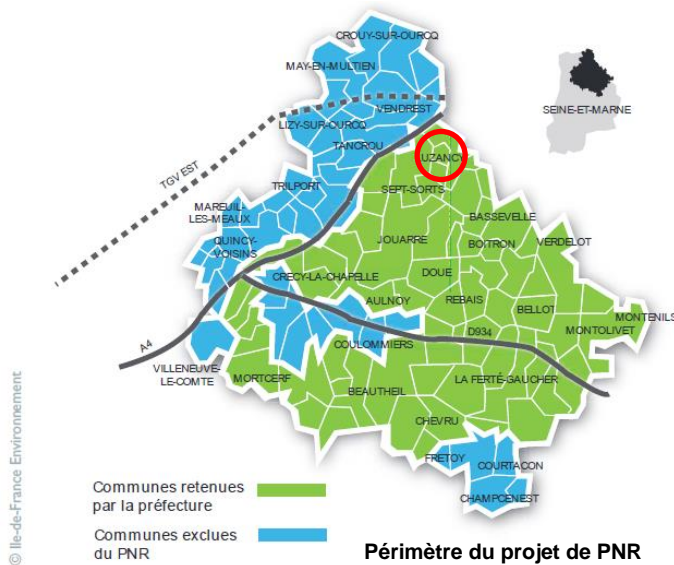 CROUY-SUR-OURCQ
MAY-EN-MULTIEN
VENDREST
SEINE-ET-MARNE
LIZY-SUR-OURCQ
TANCROU
TGV EST
UZANCY
TRILPORT
SEPT-SORTS
MAREUIL-
LES-MEAUX
BASSEVELLE
QUINCY-
VOISINS
JOUARRE
BOITRON
VERDELOT
CRECY-LA-CHAPELLE
DOUE
AULNOY
REBAIS
BELLOT
MONTENILS
D934
MONTOLIVET
A4
COULOMMIERS
VILLENEUVE-
LE-COMTE
MORTCERF
BEAUTHEIL
LA FERTÉ-GAUCHER
CHEVRU
FRETOY
COURTACON
CHAMPCENEST
Communes retenues
par la préfecture
Communes exclues
du PNR
Périmètre du projet de PNR
© Ile-de-France Environnement